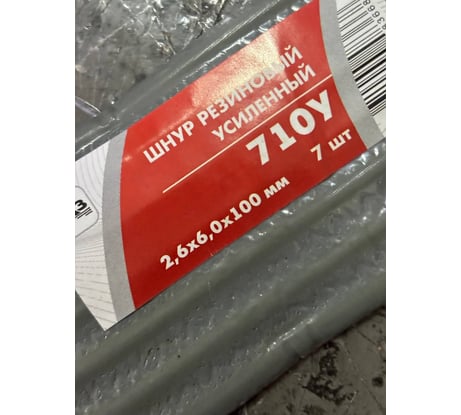 ШНУР РЕЗИНОВЫЙ
УСИЛЕННЫЙ
710У
7 шт
2,6х6,0х100 мм